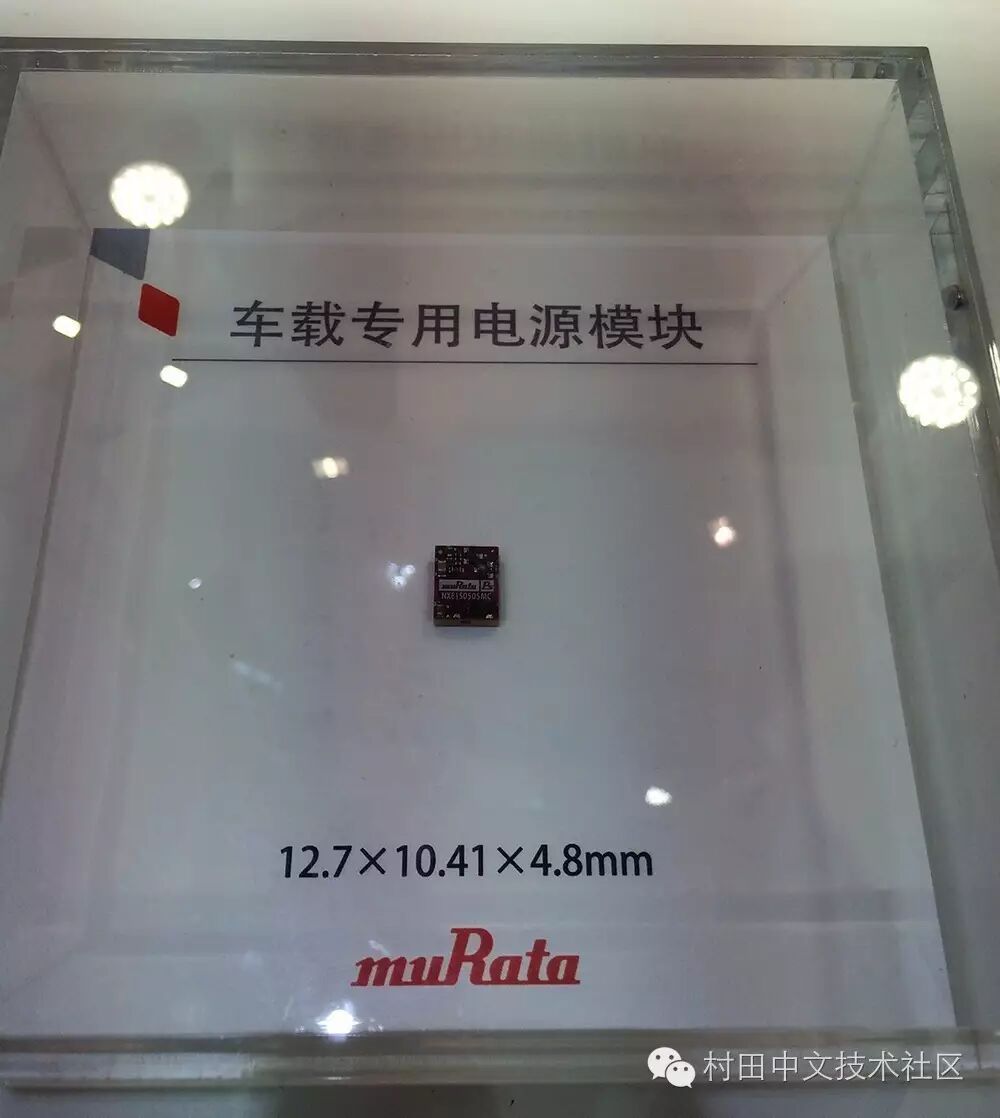 车载专用电源模块
muRata Ps
NXE1S0505MC
12.7×10.41×4.8mm
muRata
村田中文技术社区